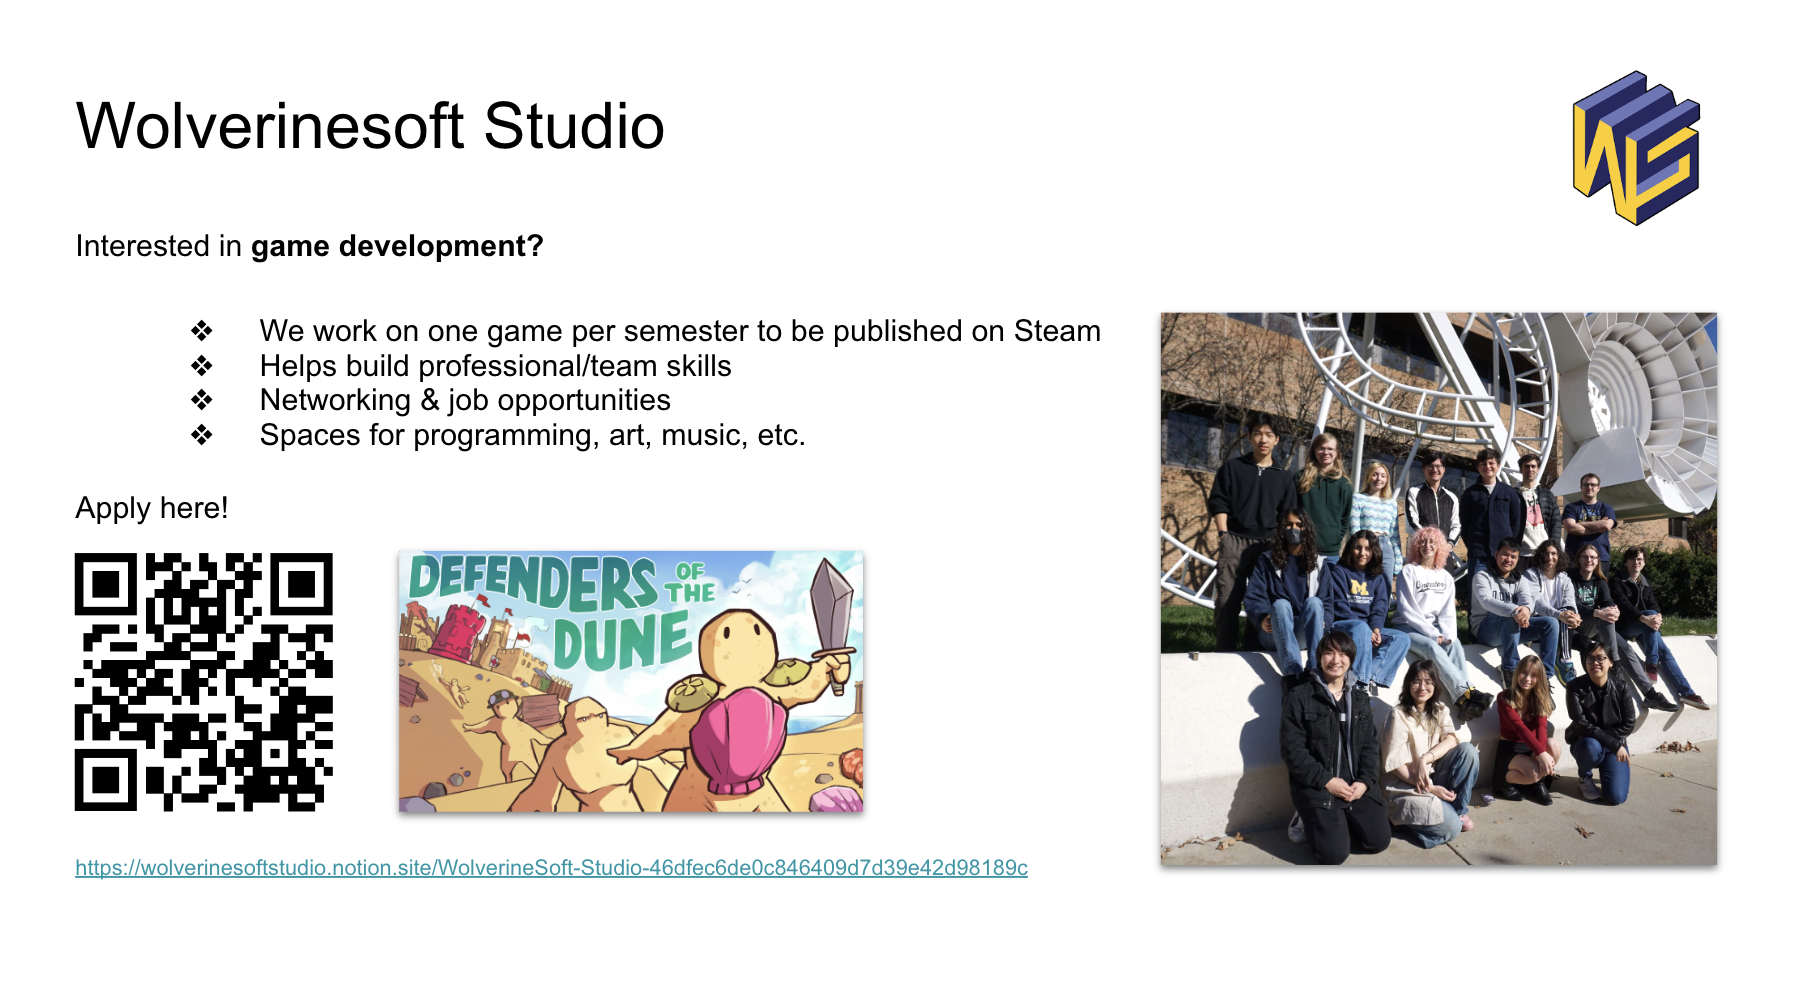 Wolverinesoft Studio
WS
Interested in game development?
❖ We work on one game per semester to be published on Steam
❖ Helps build professional/team skills
❖ Networking & job opportunities
❖ Spaces for programming, art, music, etc.
Apply here!
DEFENDERS OF
THE
DUNE
M
https://wolverinesoftstudio.notion.site/WolverineSoft-Studio-46dfec6de0c846409d7d39e42d98189c